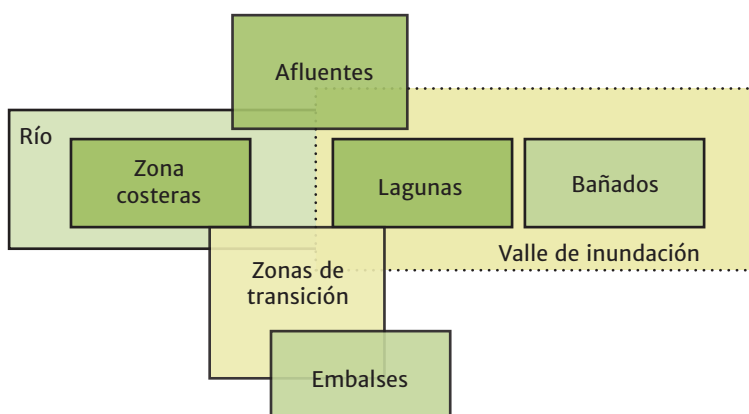 Afluentes
Río
Zona
costeras
Lagunas
Bañados
Valle de inundación
Zonas de
transición
Embalses